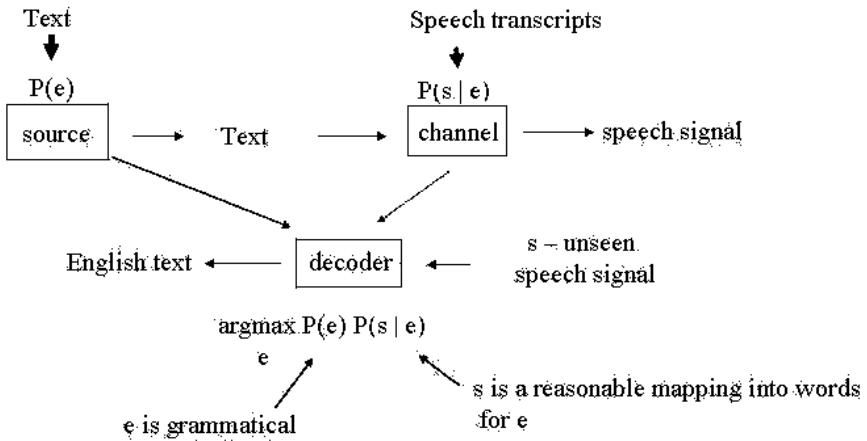 Text
Speech transcripts
P(e)
P(s | e)
source
Text
channel
speech signal
English text
decoder
s – unseen
speech signal
argmax P(e) P(s | e)
e
s is a reasonable mapping into words
for e
e is grammatical